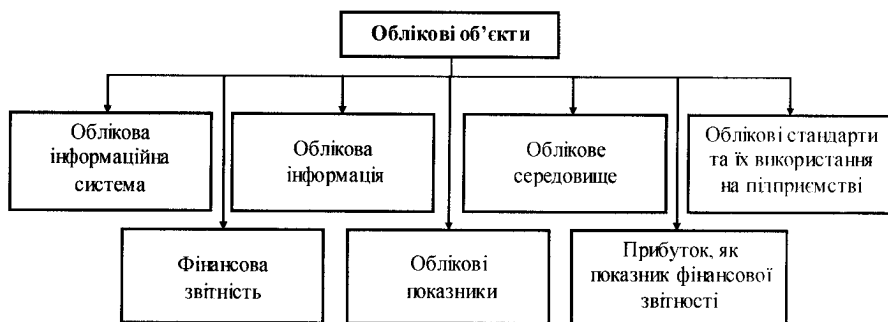 Облікові об’єкти
Облікова
інформаційна
система
Облікова
інформація
Облікове
середовище
Облікові стандарти
та їх використання
на підприємстві
Фінансова
звітність
Облікові
показники
Прибуток, як
показник фінансової
звітності